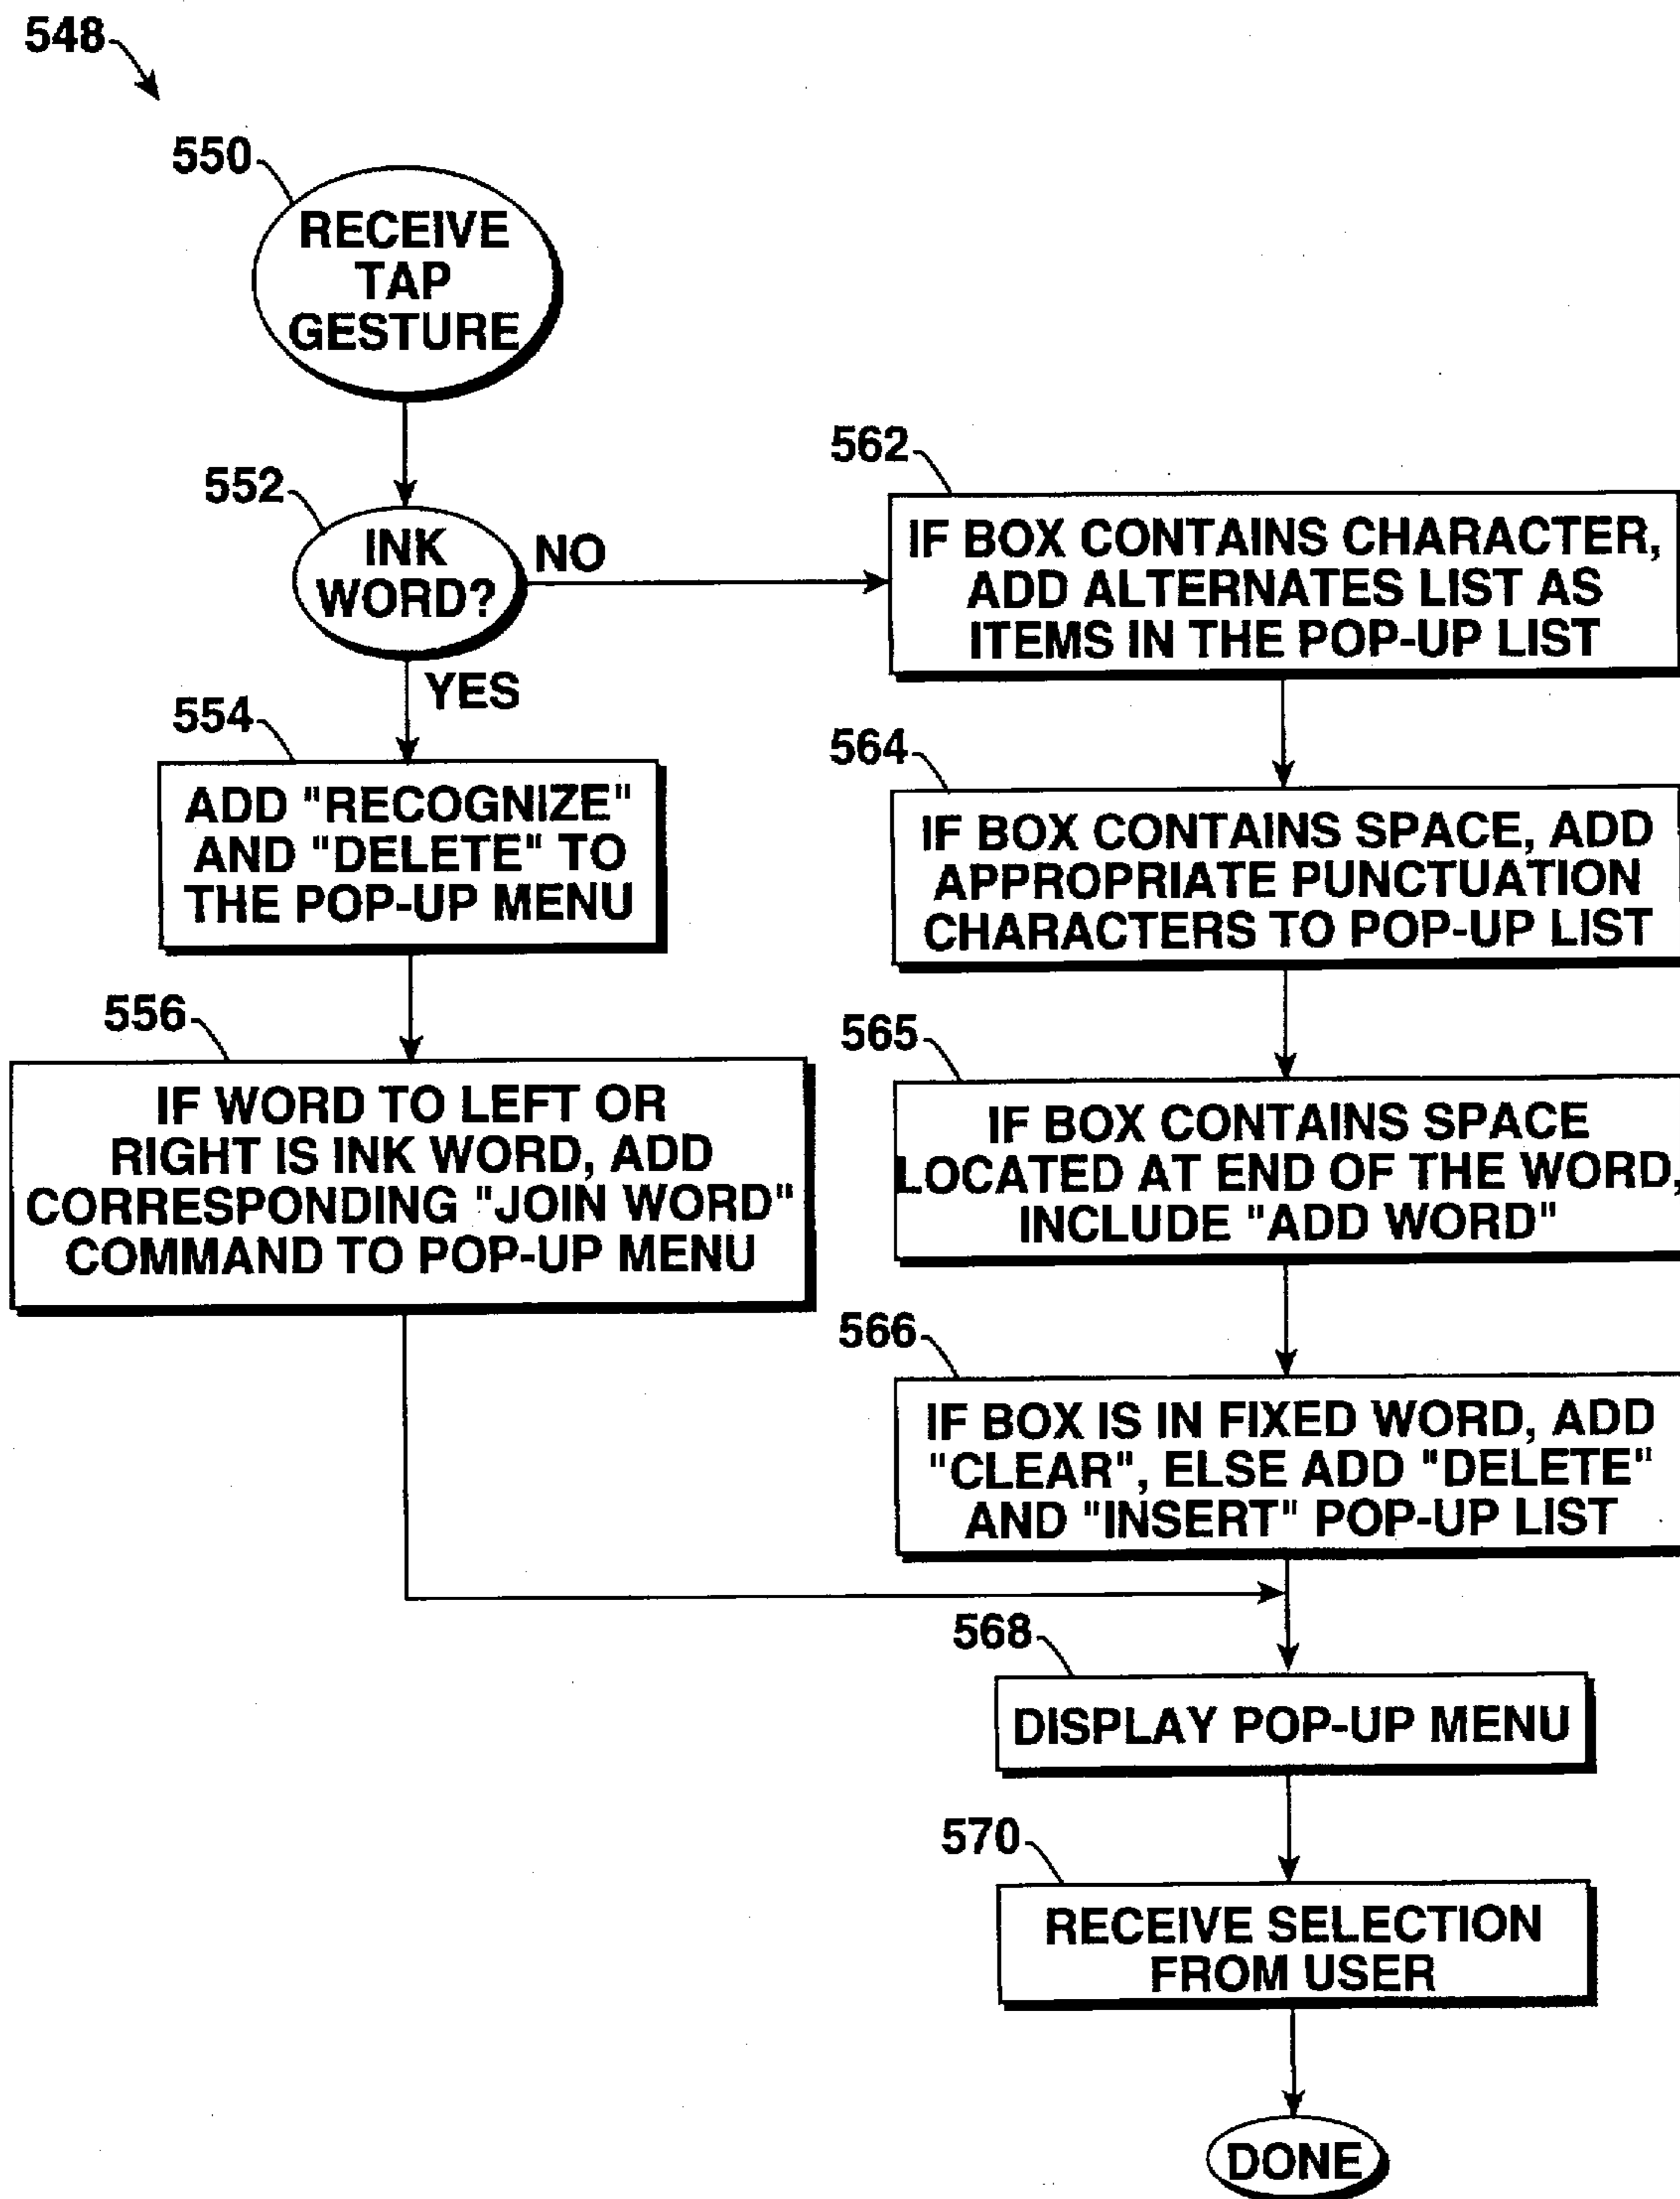 548
550
RECEIVE
TAP
GESTURE
552
INK
WORD?
NO
YES
554
ADD "RECOGNIZE"
AND "DELETE" TO
THE POP-UP MENU
556
IF WORD TO LEFT OR
RIGHT IS INK WORD, ADD
CORRESPONDING "JOIN WORD"
COMMAND TO POP-UP MENU
562
IF BOX CONTAINS CHARACTER,
ADD ALTERNATES LIST AS
ITEMS IN THE POP-UP LIST
564
IF BOX CONTAINS SPACE, ADD
APPROPRIATE PUNCTUATION
CHARACTERS TO POP-UP LIST
565
IF BOX CONTAINS SPACE
LOCATED AT END OF THE WORD,
INCLUDE "ADD WORD"
566
IF BOX IS IN FIXED WORD, ADD
"CLEAR", ELSE ADD "DELETE"
AND "INSERT" POP-UP LIST
568
DISPLAY POP-UP MENU
570
RECEIVE SELECTION
FROM USER
DONE